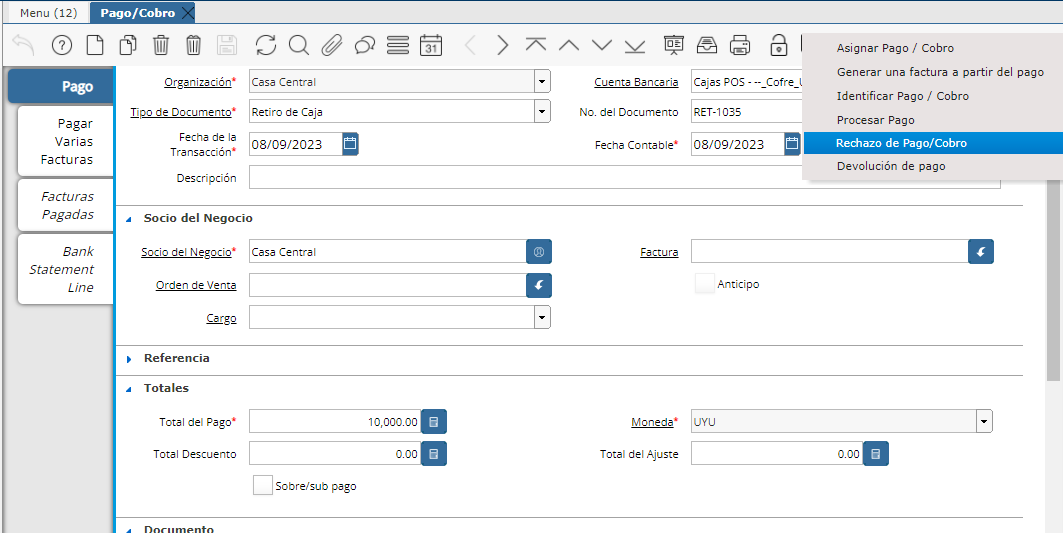 Menu (12)
Pago/Cobro
31
Asignar Pago / Cobro
Generar una factura a partir del pago
Identificar Pago / Cobro
Procesar Pago
Rechazo de Pago/Cobro
Devolución de pago
Pago
Pagar
Varias
Facturas
Facturas
Pagadas
Bank
Statement
Line
Organización* Casa Central
Cuenta Bancaria Cajas POS - --_Cofre_
Tipo de Documento* Retiro de Caja
No. del Documento RET-1035
Fecha de la
Transacción* 08/09/2023
Fecha Contable* 08/09/2023
Descripción
Socio del Negocio
Socio del Negocio* Casa Central
Factura
Orden de Venta
Anticipo
Cargo
Referencia
Totales
Total del Pago* 10,000.00
Moneda* UYU
Total Descuento 0.00
Total del Ajuste 0.00
Sobre/sub pago
Documento